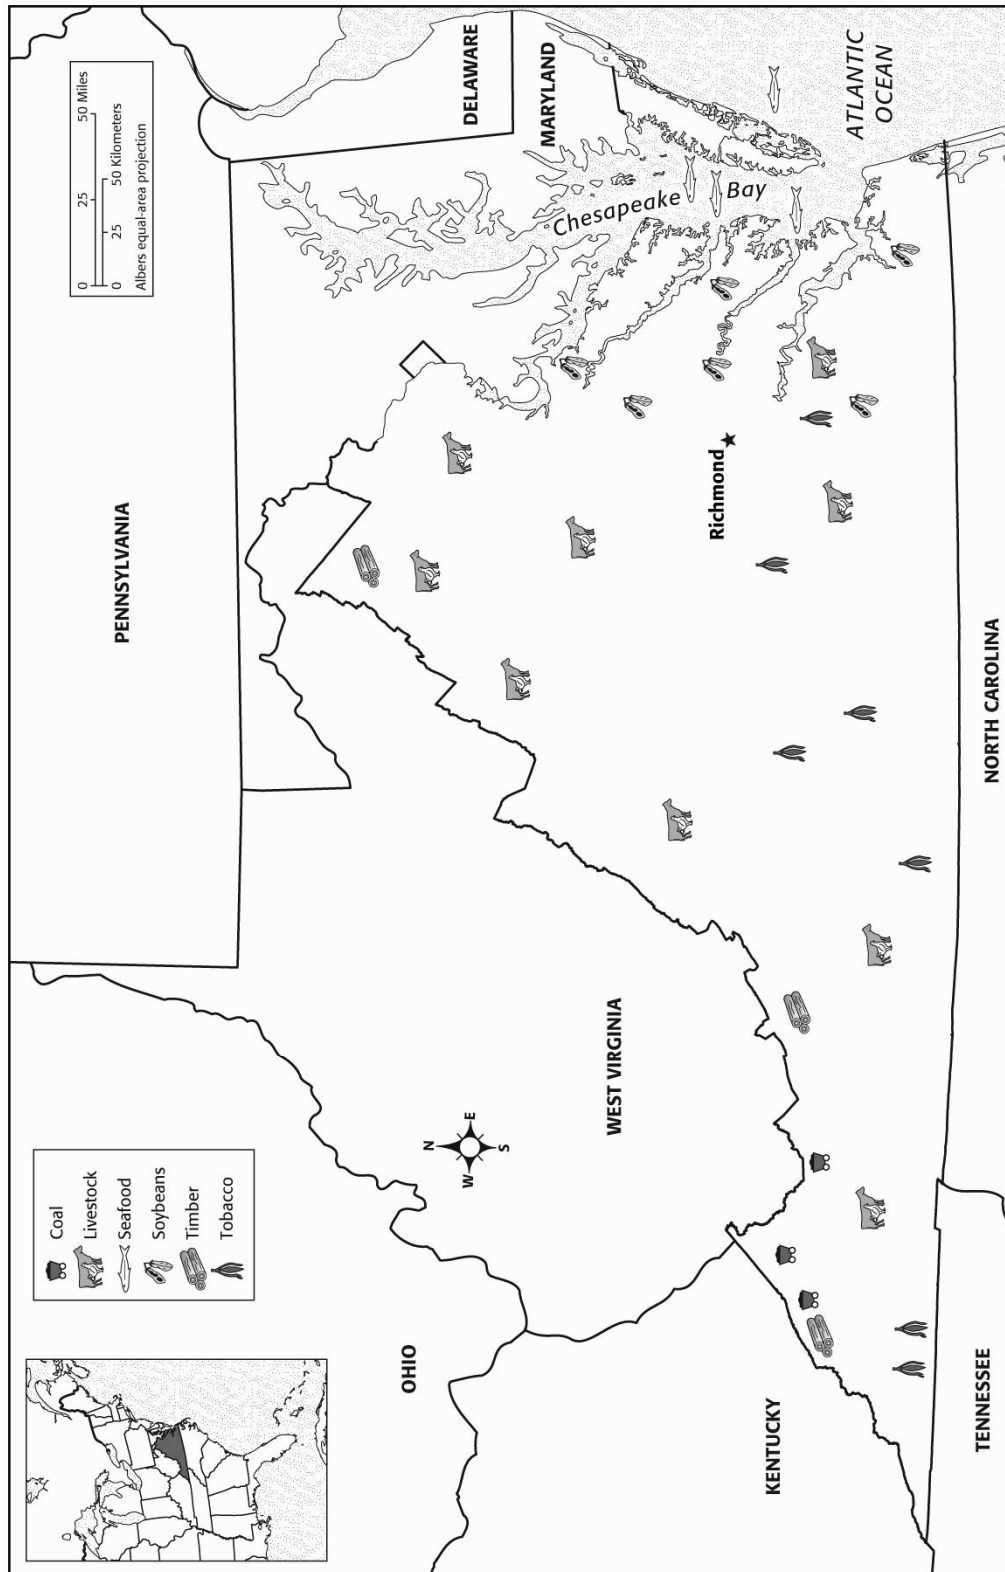 Coal
Livestock
Seafood
Soybeans
Timber
Tobacco
0 25 50 Miles
0 25 50 Kilometers
Albers equal-area projection
PENNSYLVANIA
OHIO
N
W E
S
DELAWARE
MARYLAND
WEST VIRGINIA
Chesapeake Bay
KENTUCKY
Richmond
ATLANTIC
OCEAN
TENNESSEE
NORTH CAROLINA